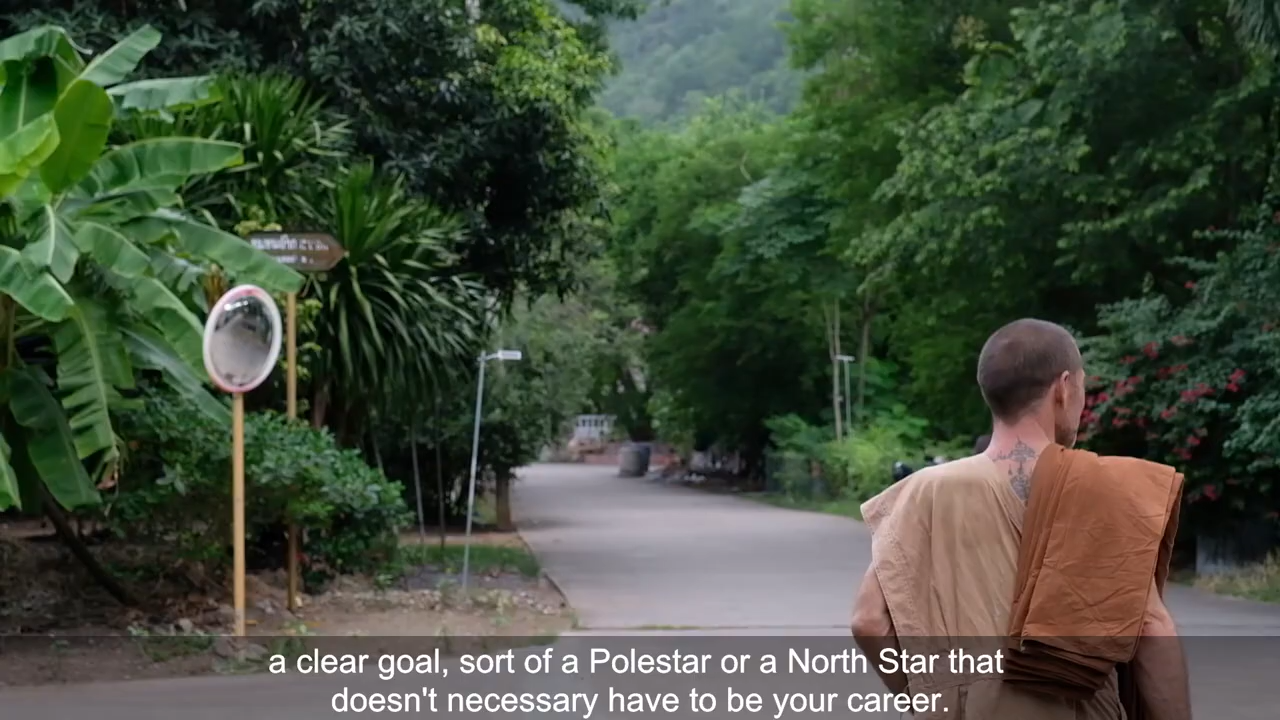 a clear goal, sort of a Polestar or a North Star that
doesn't necessary have to be your career.